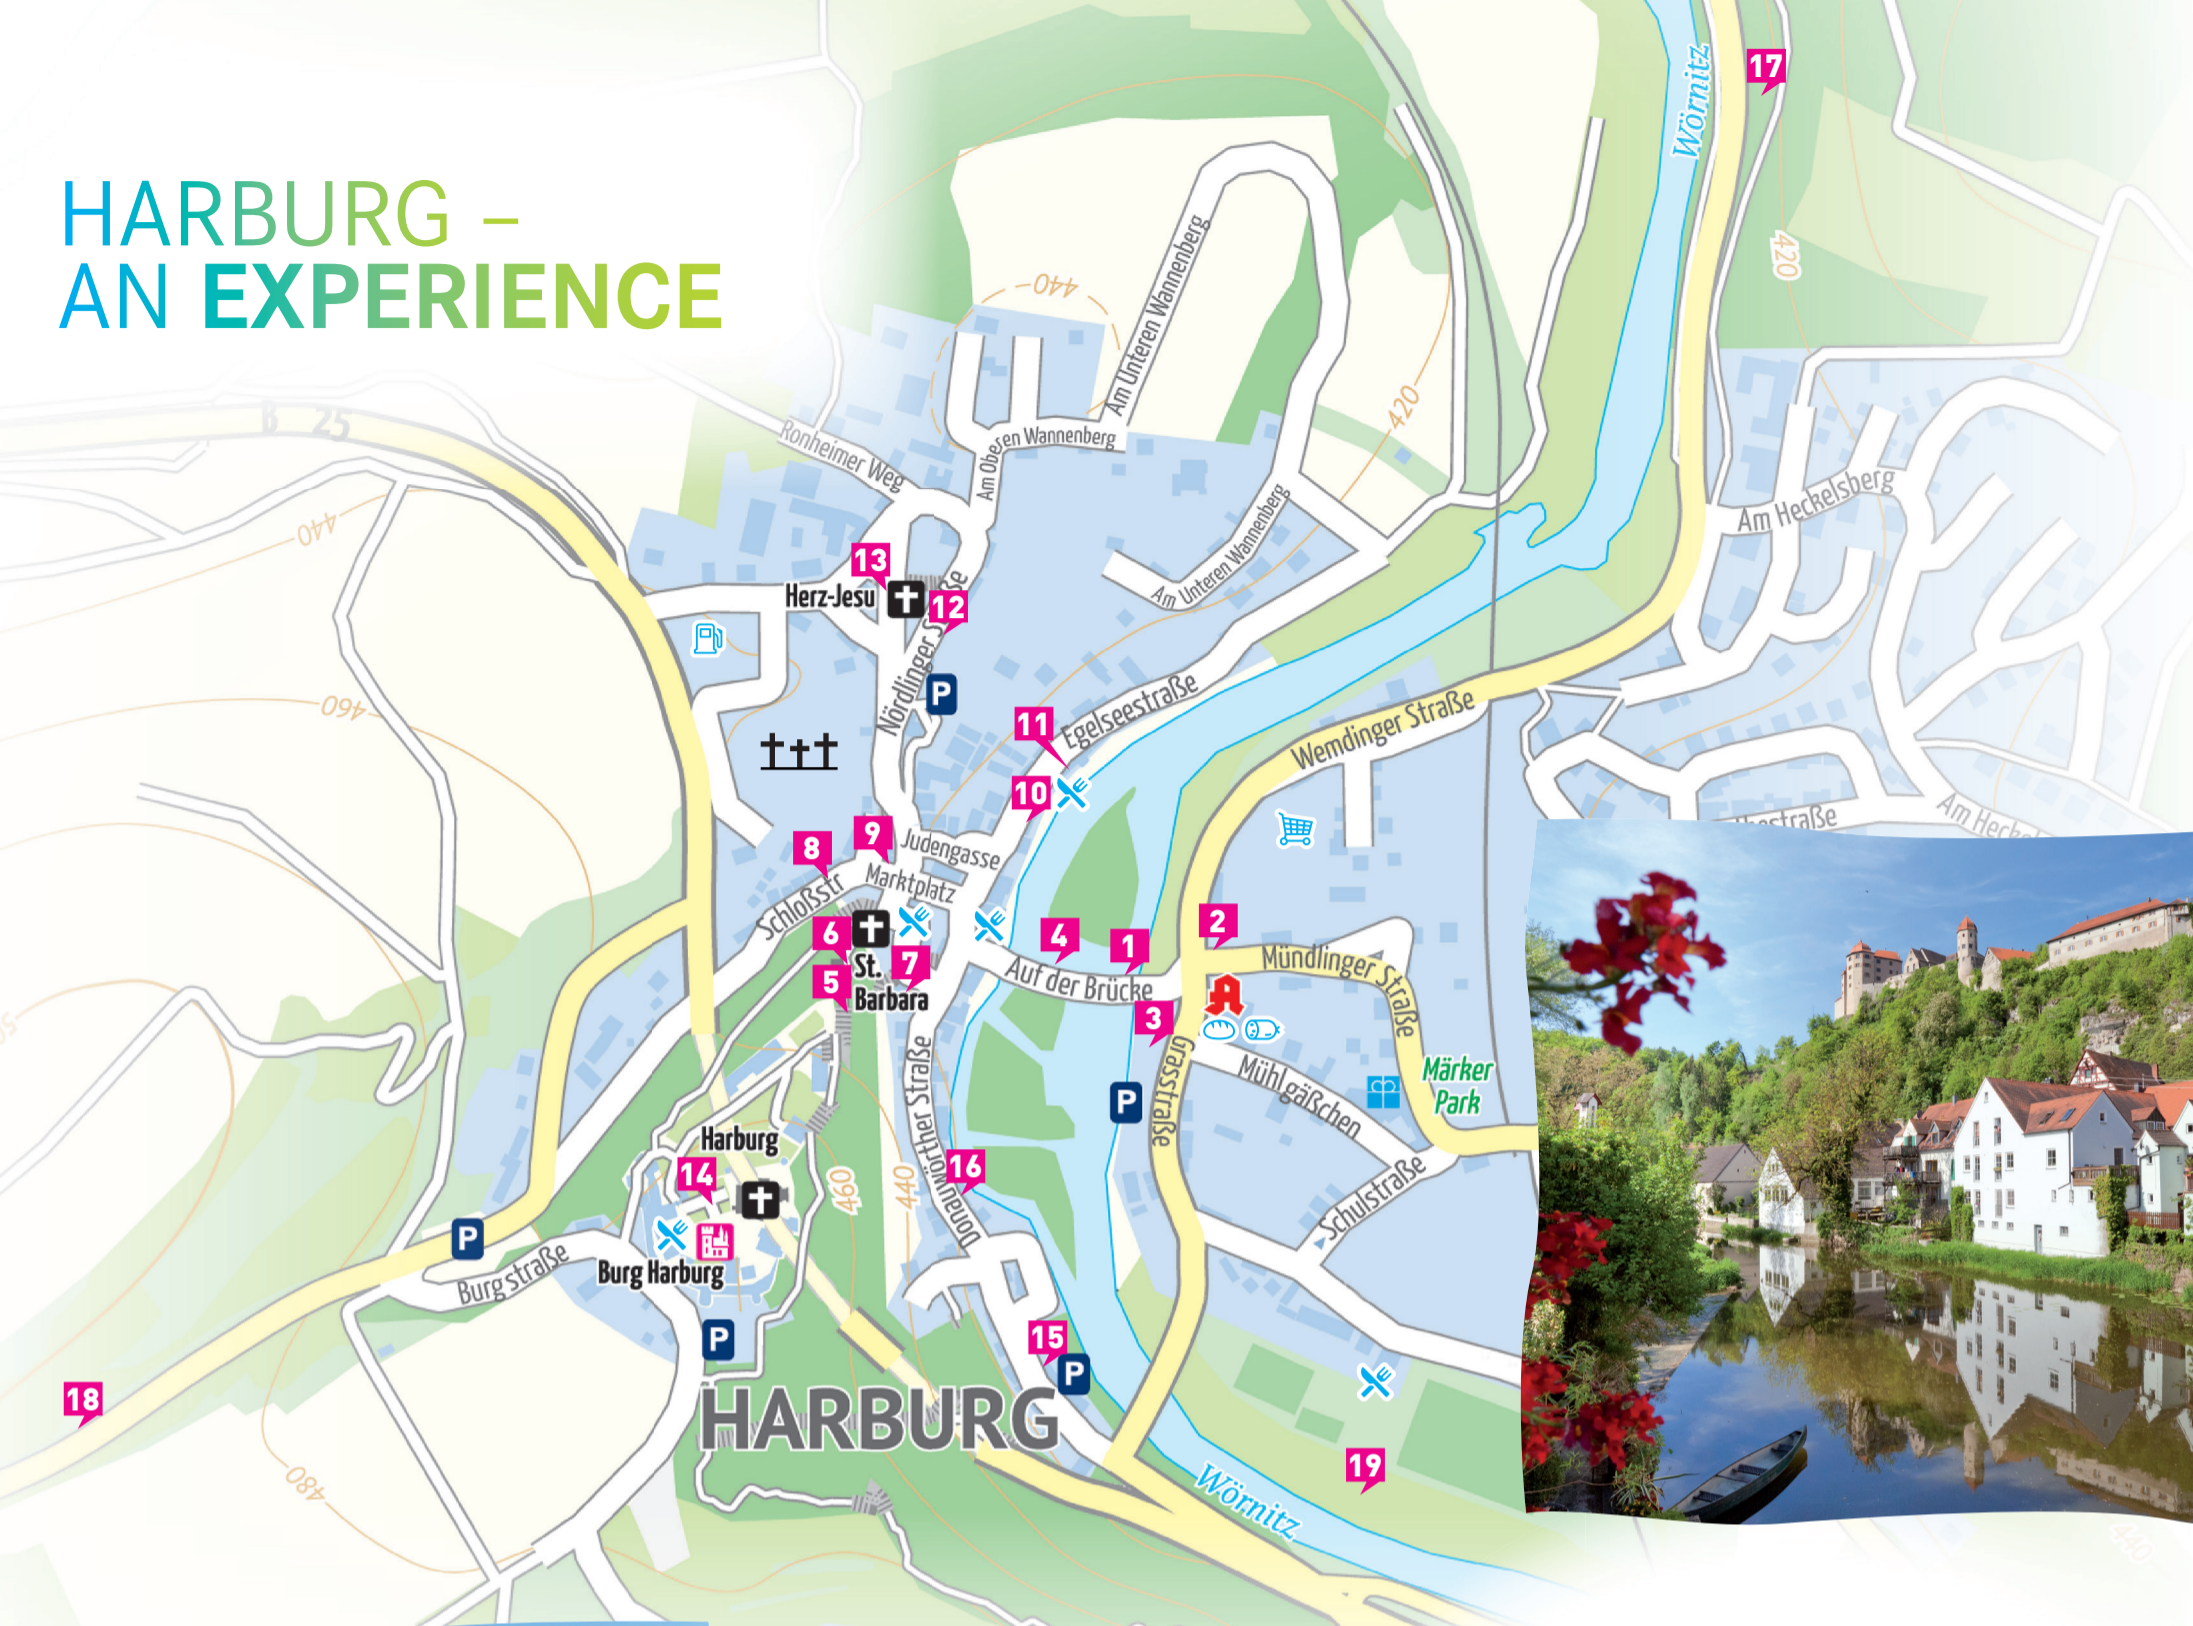 HARBURG –
AN EXPERIENCE
Wörnitz
17
420
440
Am Unteren Wannenberg
420
B 25
Ronheimer Weg
Am Oberen Wannenberg
Am Heckelsberg
440
13
Herz-Jesu
12
Am Unteren Wannenberg
Nördlinger Straße
P
460
11
Egelseestraße
Wemdinger Straße
10
9
8
Judengasse
Marktplatz
Schloßstr
6
St.
Barbara
7
5
4
1
2
Auf der Brücke
Mündlinger Straße
3
Grasstraße
Mühlgäßchen
Märker
Park
P
Donauwörther Straße
Harburg
14
460
440
16
Schulstraße
P
Burgstraße
Burg Harburg
P
15
P
18
HARBURG
19
480
Wörnitz